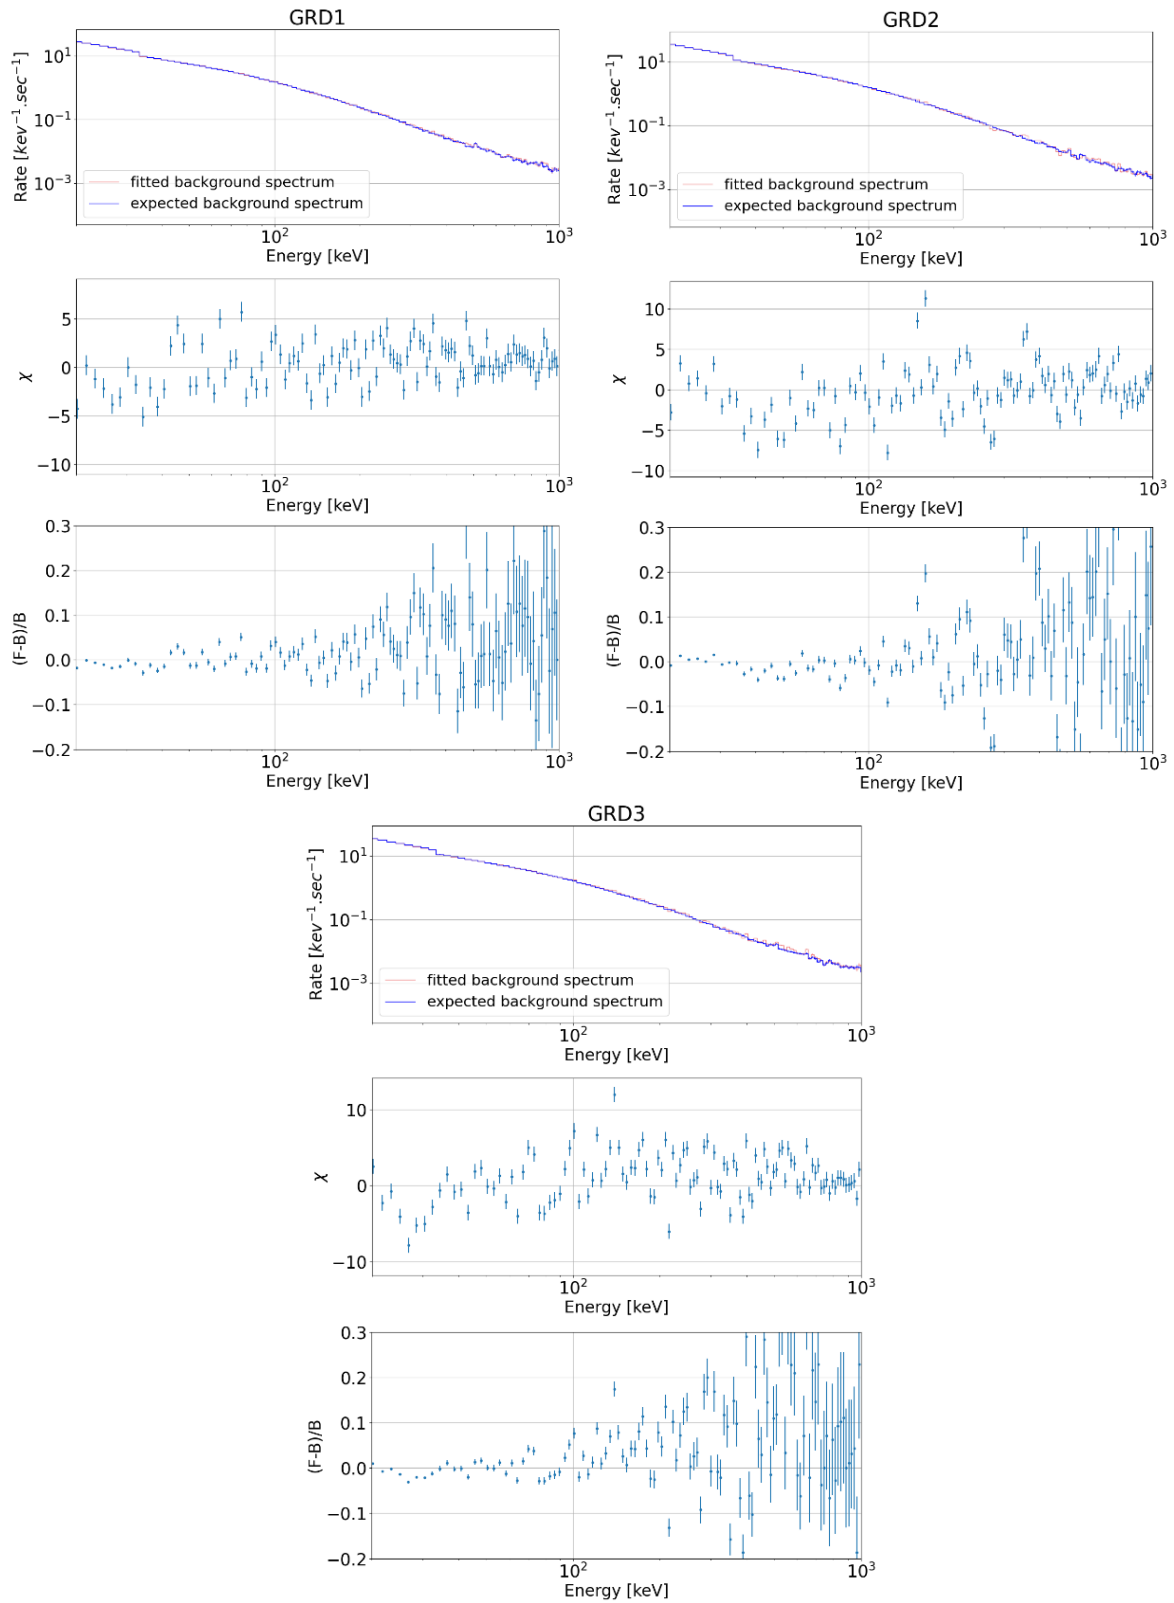 GRD1
Rate [kev⁻¹.sec⁻¹]
10¹
10⁻¹
10⁻³
fitted background spectrum
expected background spectrum
10²
10³
Energy [keV]
χ
5
0
−5
−10
10²
10³
Energy [keV]
(F-B)/B
0.3
0.2
0.1
0.0
−0.1
−0.2
10²
10³
Energy [keV]
GRD2
Rate [kev⁻¹.sec⁻¹]
10¹
10⁻¹
10⁻³
fitted background spectrum
expected background spectrum
10²
10³
Energy [keV]
χ
10
5
0
−5
−10
10²
10³
Energy [keV]
(F-B)/B
0.3
0.2
0.1
0.0
−0.1
−0.2
10²
10³
Energy [keV]
GRD3
Rate [kev⁻¹.sec⁻¹]
10¹
10⁻¹
10⁻³
fitted background spectrum
expected background spectrum
10²
10³
Energy [keV]
χ
10
0
−10
10²
10³
Energy [keV]
(F-B)/B
0.3
0.2
0.1
0.0
−0.1
−0.2
10²
10³
Energy [keV]